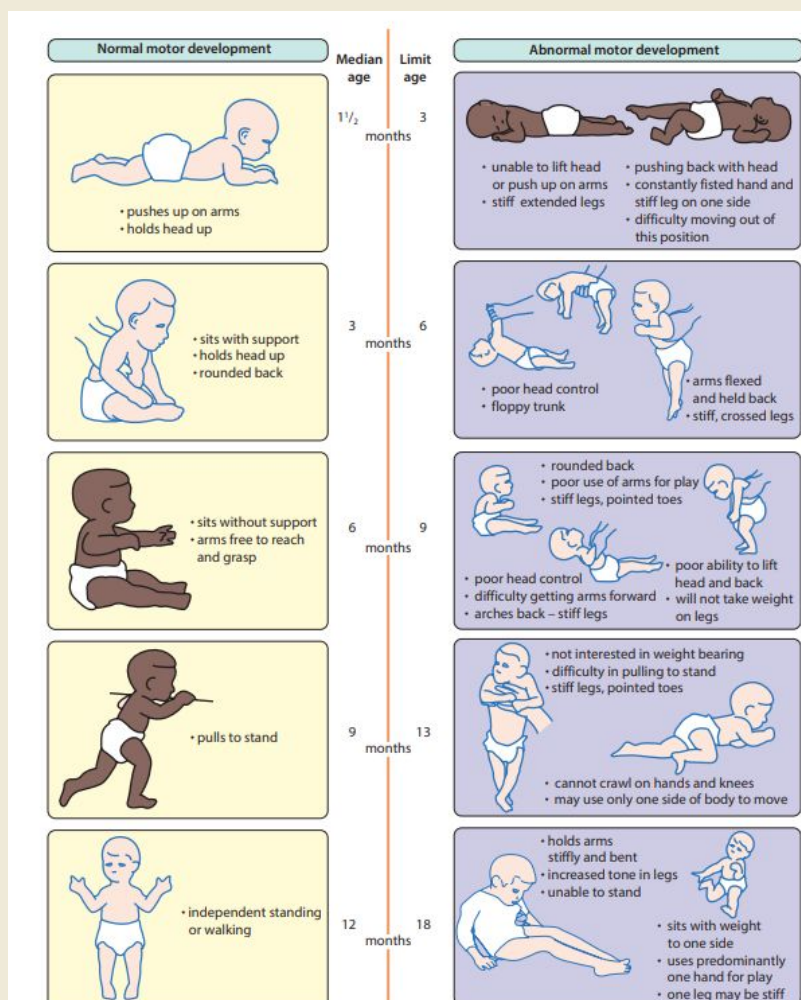 Normal motor development
Median age
Limit age
Abnormal motor development
1 1/2
months
3
• pushes up on arms
• holds head up
• unable to lift head
or push up on arms
• stiff extended legs
• pushing back with head
• constantly fisted hand and
stiff leg on one side
• difficulty moving out of
this position
3
months
6
• sits with support
• holds head up
• rounded back
• poor head control
• floppy trunk
• arms flexed
and held back
• stiff, crossed legs
6
months
9
• sits without support
• arms free to reach
and grasp
• rounded back
• poor use of arms for play
• stiff legs, pointed toes
• poor head control
• difficulty getting arms forward
• arches back – stiff legs
• poor ability to lift
head and back
• will not take weight
on legs
9
months
13
• pulls to stand
• not interested in weight bearing
• difficulty in pulling to stand
• stiff legs, pointed toes
• cannot crawl on hands and knees
• may use only one side of body to move
12
months
18
• independent standing
or walking
• holds arms
stiffly and bent
• increased tone in legs
• unable to stand
• sits with weight
to one side
• uses predominantly
one hand for play
• one leg may be stiff